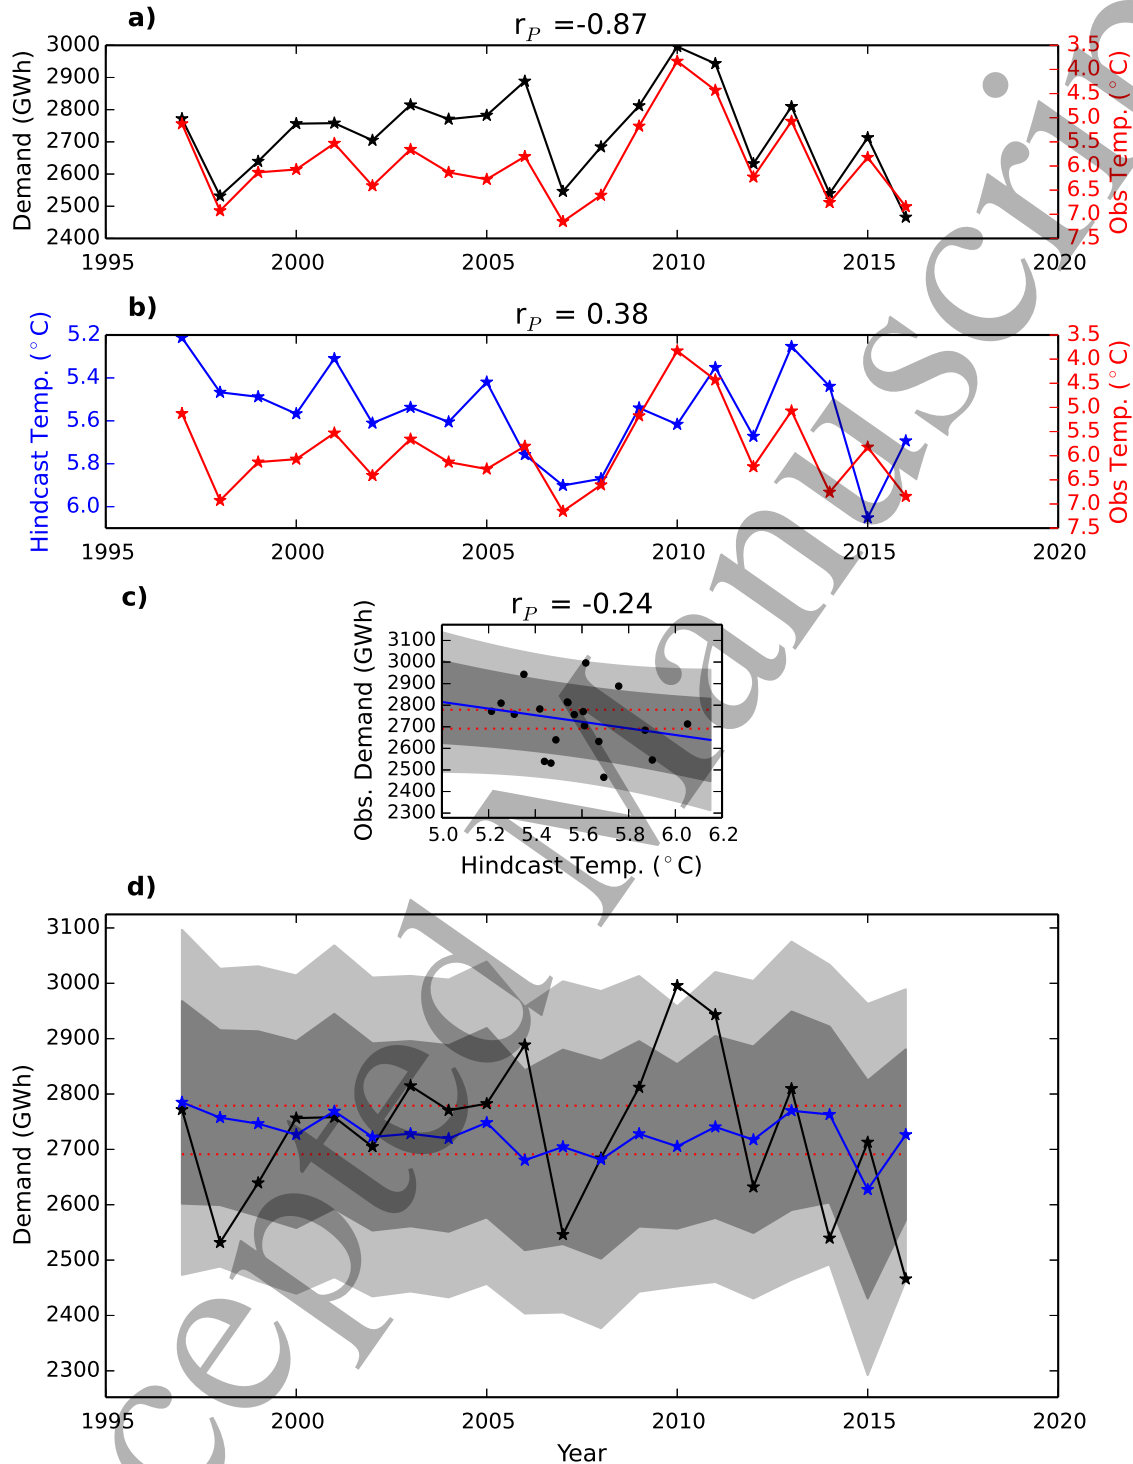 a)
r_P =-0.87
3000
2900
2800
2700
2600
2500
2400
Demand (GWh)
3.5
4.0
4.5
5.0
5.5
6.0
6.5
7.0
7.5
Obs Temp. (°C)
1995 2000 2005 2010 2015 2020
b)
r_P = 0.38
5.2
5.4
5.6
5.8
6.0
Hindcast Temp. (°C)
3.5
4.0
4.5
5.0
5.5
6.0
6.5
7.0
7.5
Obs Temp. (°C)
1995 2000 2005 2010 2015 2020
c)
r_P = -0.24
3100
3000
2900
2800
2700
2600
2500
2400
2300
Obs. Demand (GWh)
5.0 5.2 5.4 5.6 5.8 6.0 6.2
Hindcast Temp. (°C)
d)
3100
3000
2900
2800
2700
2600
2500
2400
2300
Demand (GWh)
1995 2000 2005 2010 2015 2020
Year
cepted Manuscrip